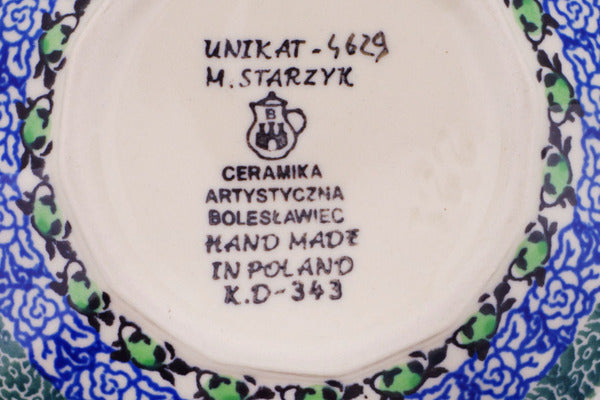 UNIKAT-4629
M. STARZYK
B
CERAMIKA
ARTYSTYCZNA
BOLESŁAWIEC
HAND MADE
IN POLAND
K.D-343